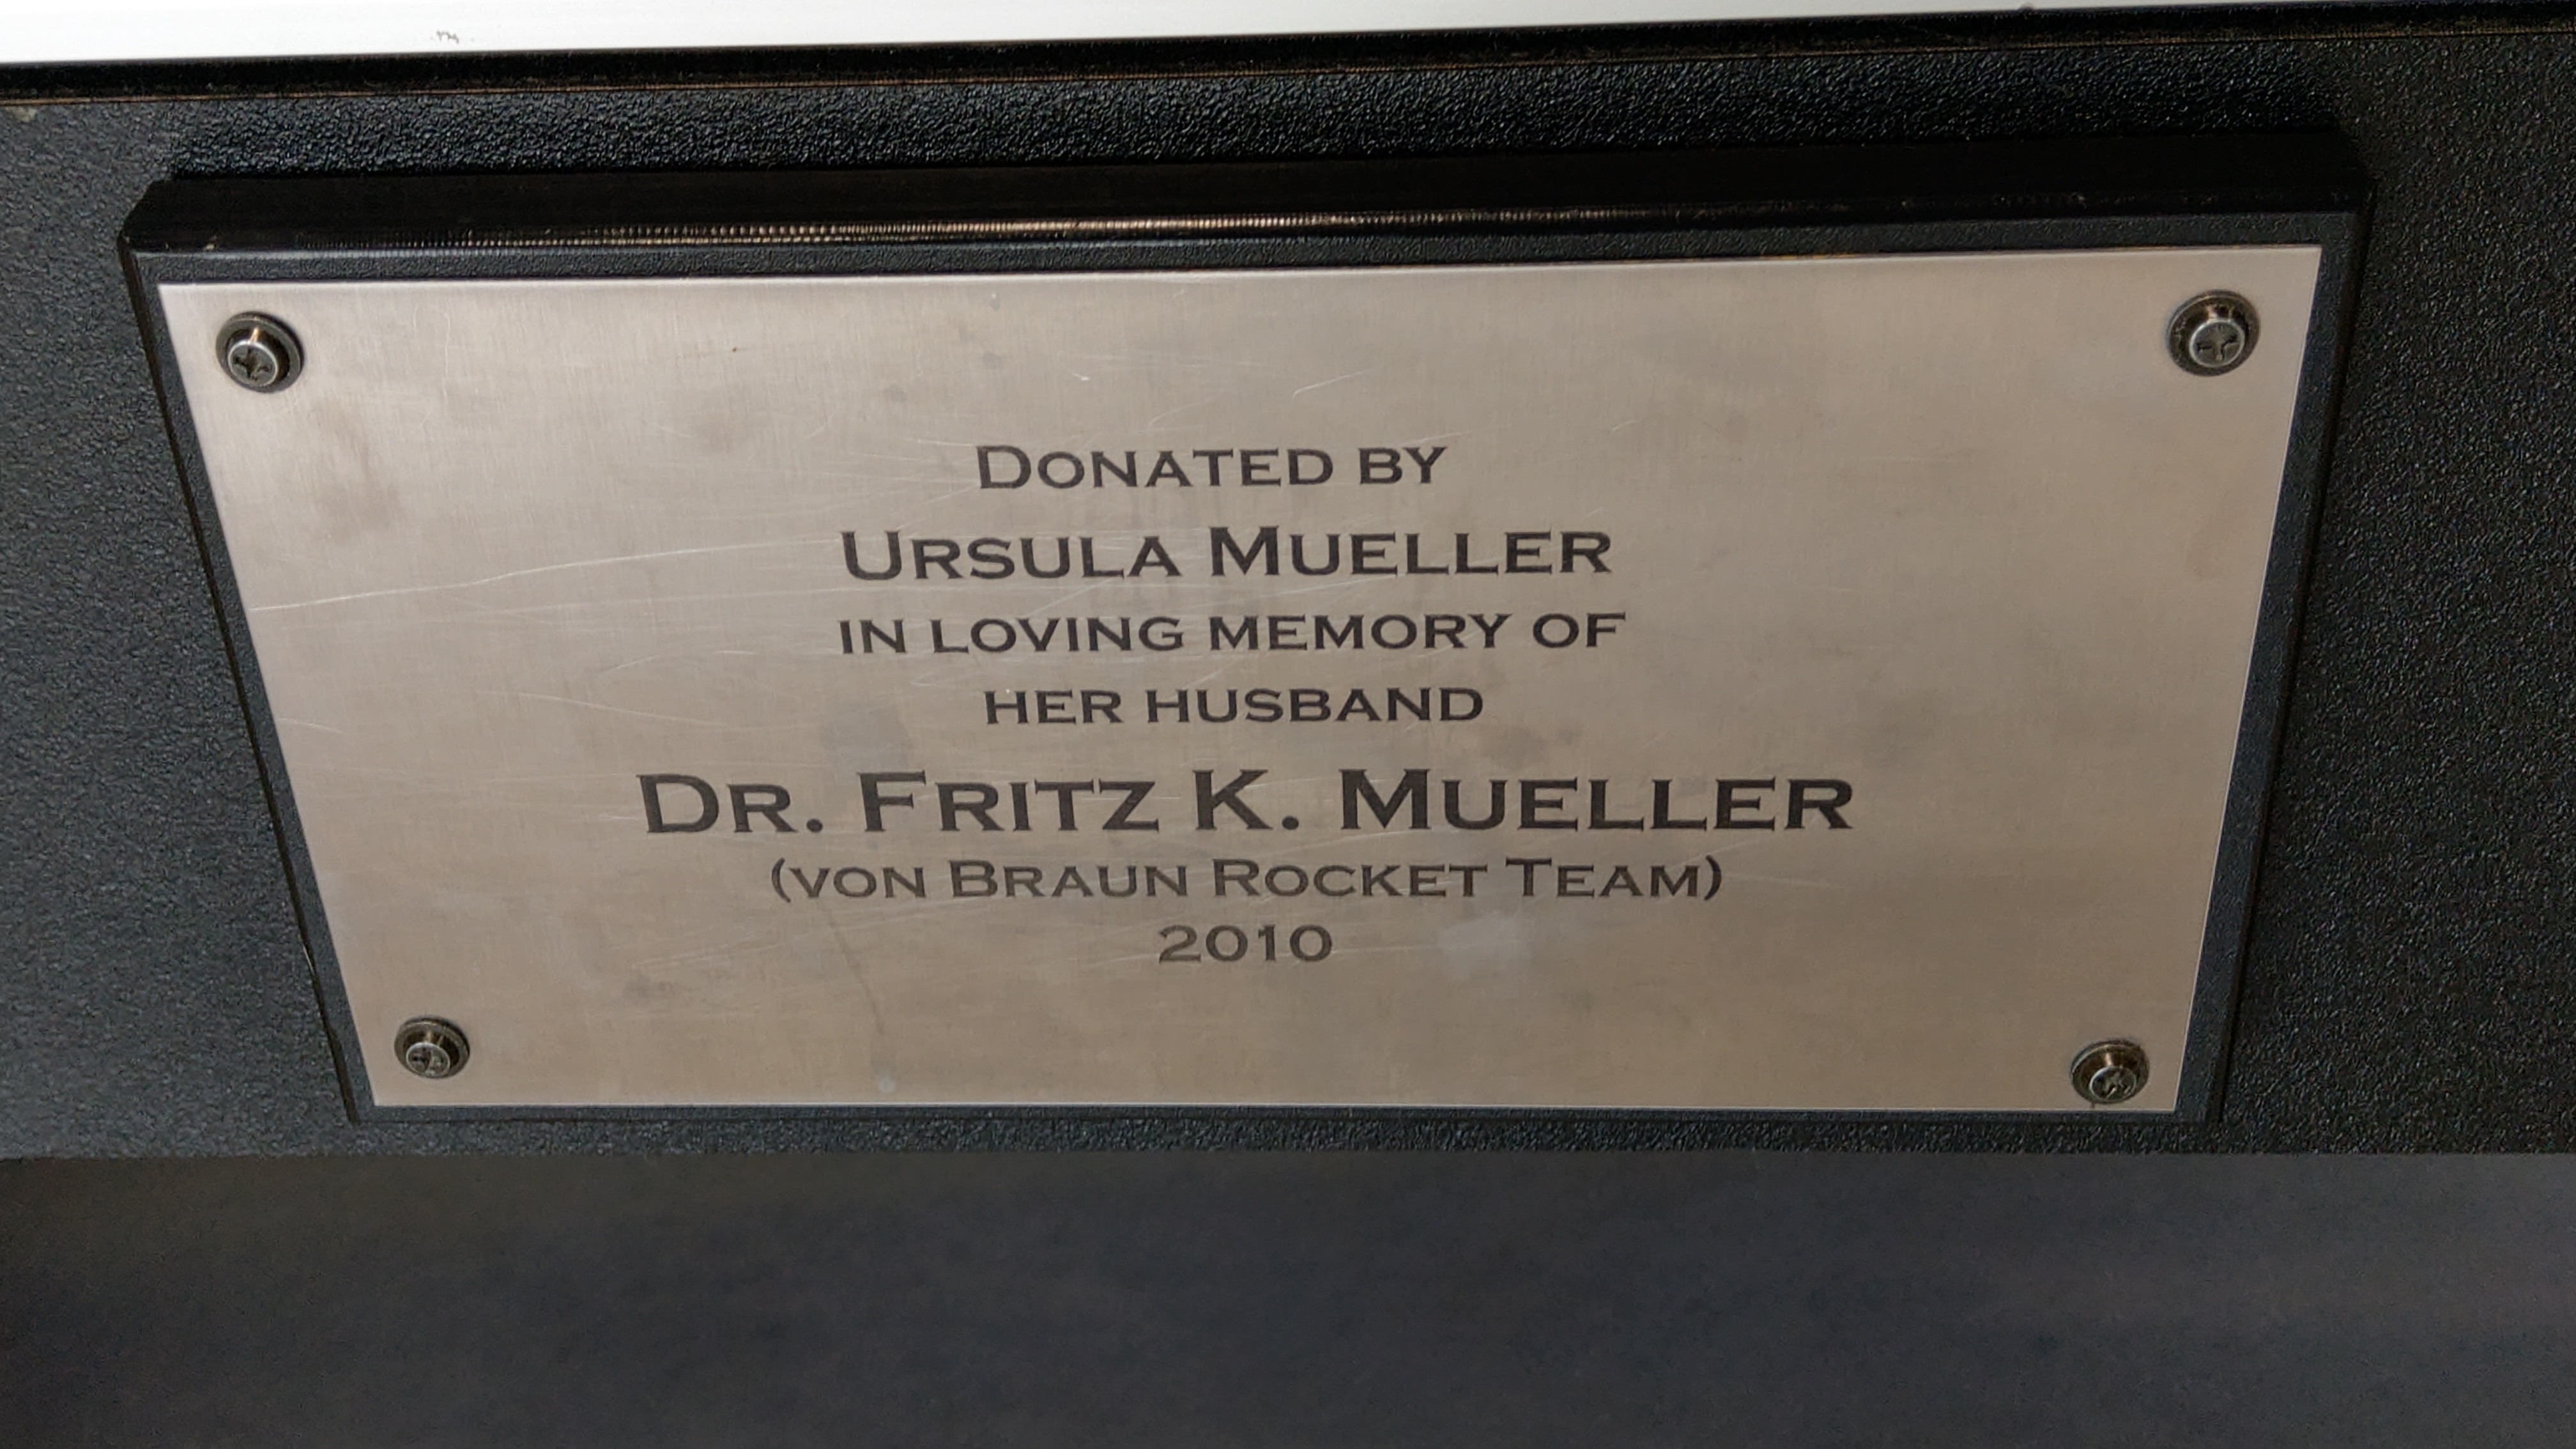 Donated by
Ursula Mueller
in loving memory of
her husband
Dr. Fritz K. Mueller
(von Braun Rocket Team)
2010